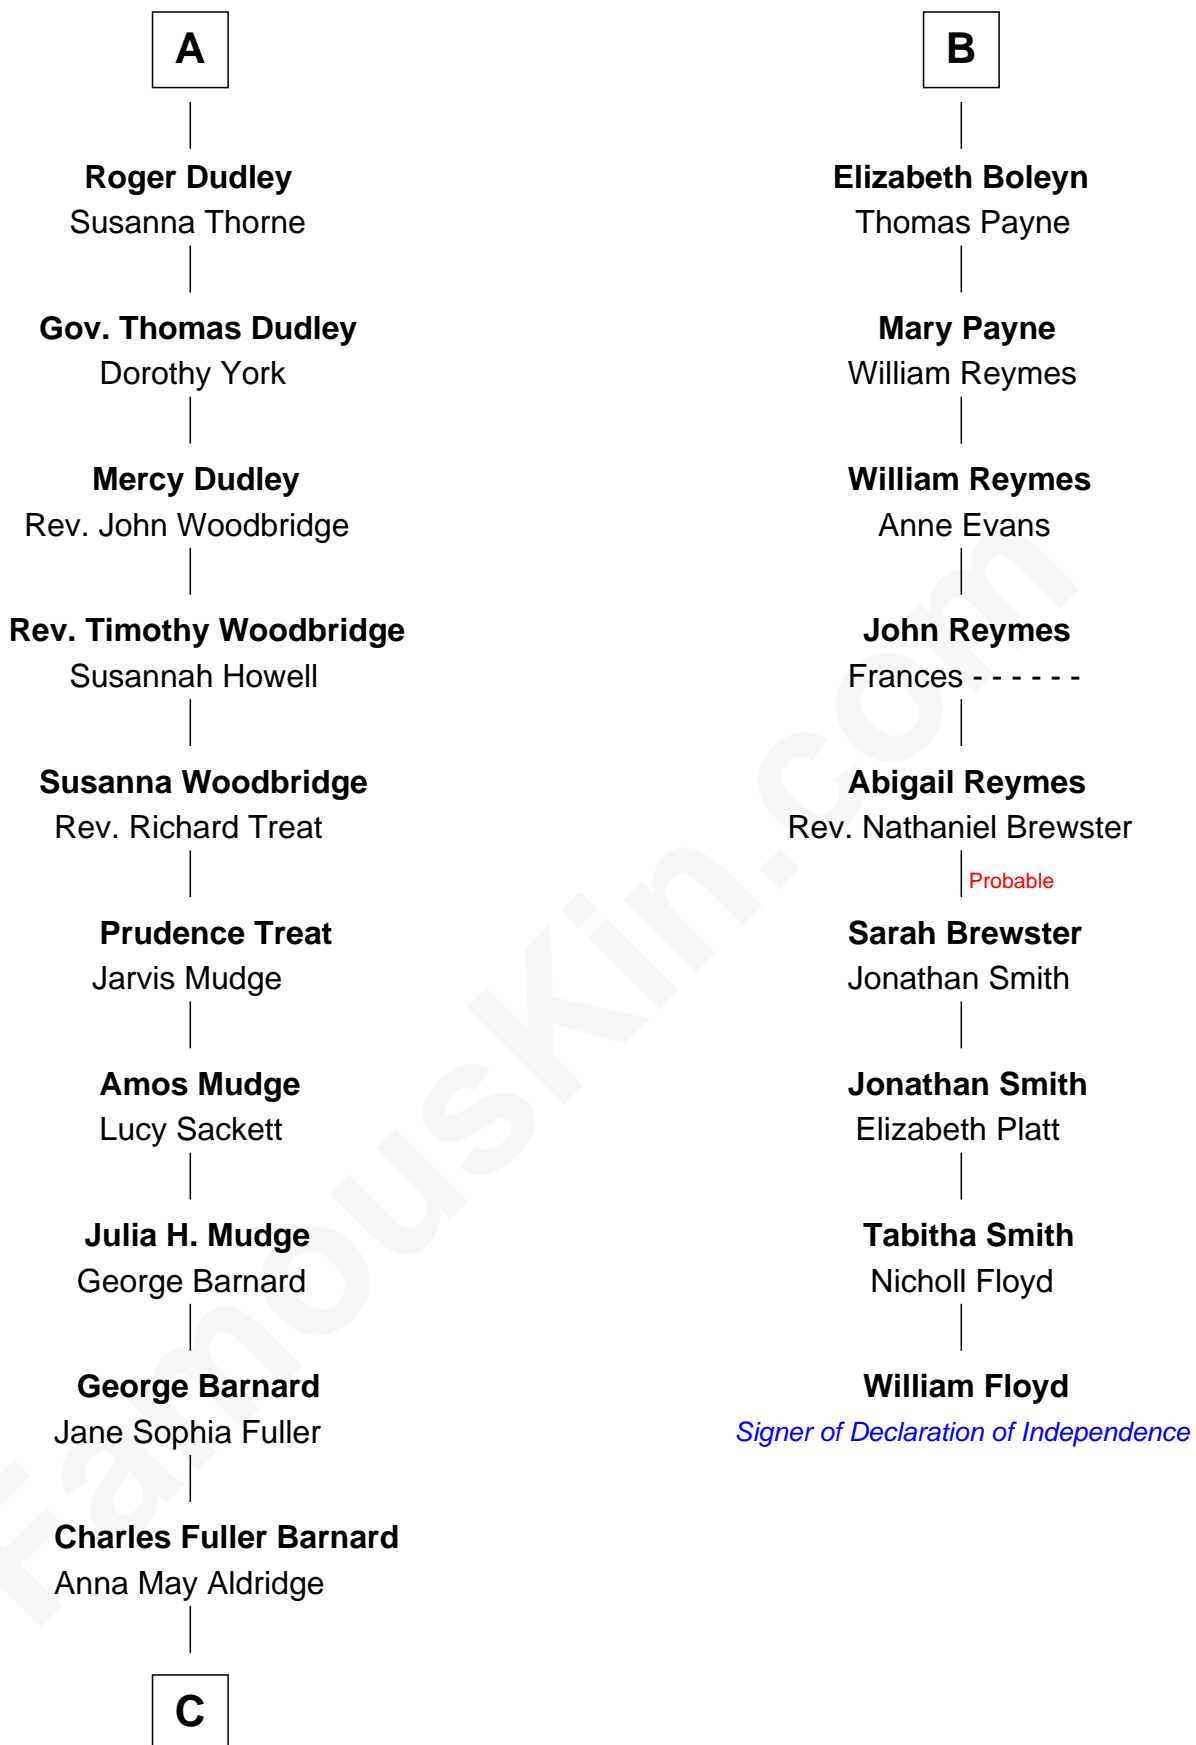 A
Roger Dudley
Susanna Thorne
Gov. Thomas Dudley
Dorothy York
Mercy Dudley
Rev. John Woodbridge
Rev. Timothy Woodbridge
Susannah Howell
Susanna Woodbridge
Rev. Richard Treat
Prudence Treat
Jarvis Mudge
Amos Mudge
Lucy Sackett
Julia H. Mudge
George Barnard
George Barnard
Jane Sophia Fuller
Charles Fuller Barnard
Anna May Aldridge
C
B
Elizabeth Boleyn
Thomas Payne
Mary Payne
William Reymes
William Reymes
Anne Evans
John Reymes
Frances - - - - - -
Abigail Reymes
Rev. Nathaniel Brewster
Probable
Sarah Brewster
Jonathan Smith
Jonathan Smith
Elizabeth Platt
Tabitha Smith
Nicholl Floyd
William Floyd
Signer of Declaration of Independence
FamousKin.com